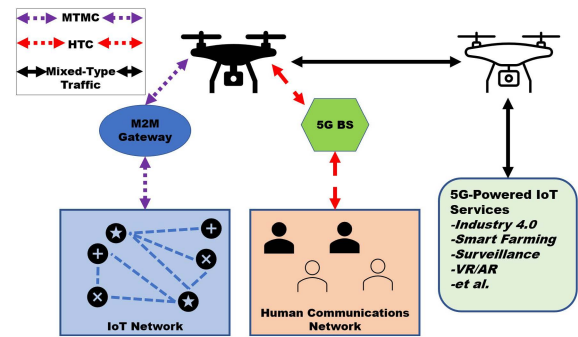 MTMC
HTC
Mixed-Type
Traffic
M2M
Gateway
5G BS
5G-Powered IoT
Services
-Industry 4.0
-Smart Farming
-Surveillance
-VR/AR
-et al.
IoT Network
Human Communications
Network